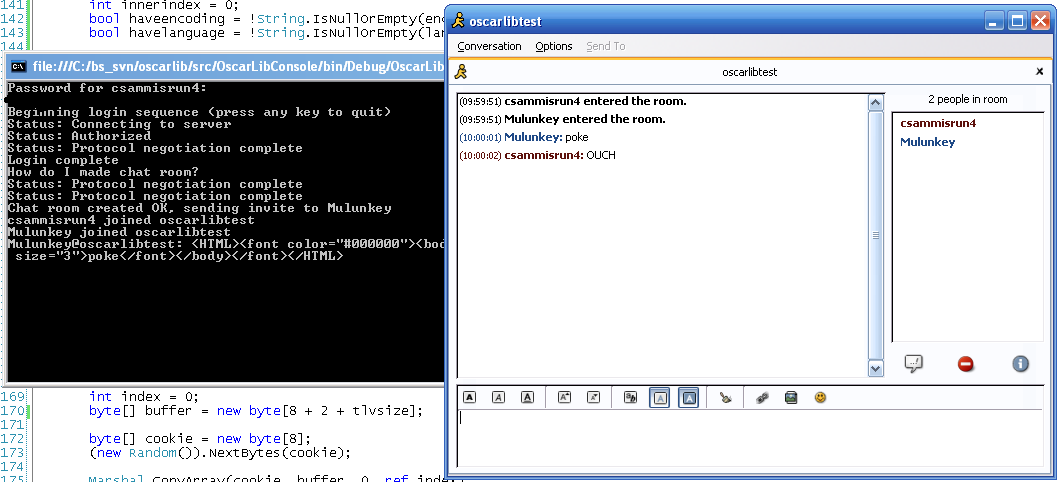 141 int innerindex = 0;
142 bool haveencoding = !String.IsNullOrEmpty(en
143 bool havelanguage = !String.IsNullOrEmpty(lan
144
file:///C:/bs_svn/oscarlib/src/OscarLibConsole/bin/Debug/OscarLib
Password for csammisrun4:
Beginning login sequence (press any key to quit)
Status: Connecting to server
Status: Authorized
Status: Protocol negotiation complete
Login complete
How do I made chat room?
Status: Protocol negotiation complete
Status: Protocol negotiation complete
Chat room created OK, sending invite to Mulunkey
csammisrun4 joined oscarlibtest
Mulunkey joined oscarlibtest
Mulunkey@oscarlibtest: <HTML><font color="#000000"><bod
size="3">poke</font></body></font></HTML>
169 int index = 0;
170 byte[] buffer = new byte[8 + 2 + tlvsize];
171
172 byte[] cookie = new byte[8];
173 (new Random()).NextBytes(cookie);
174
175 Marshal.CopyArray(cookie, buffer, 0, ref index
oscarlibtest
Conversation Options Send To
oscarlibtest
(09:59:51) csammisrun4 entered the room.
(09:59:51) Mulunkey entered the room.
(10:00:01) Mulunkey: poke
(10:00:02) csammisrun4: OUCH
2 people in room
csammisrun4
Mulunkey